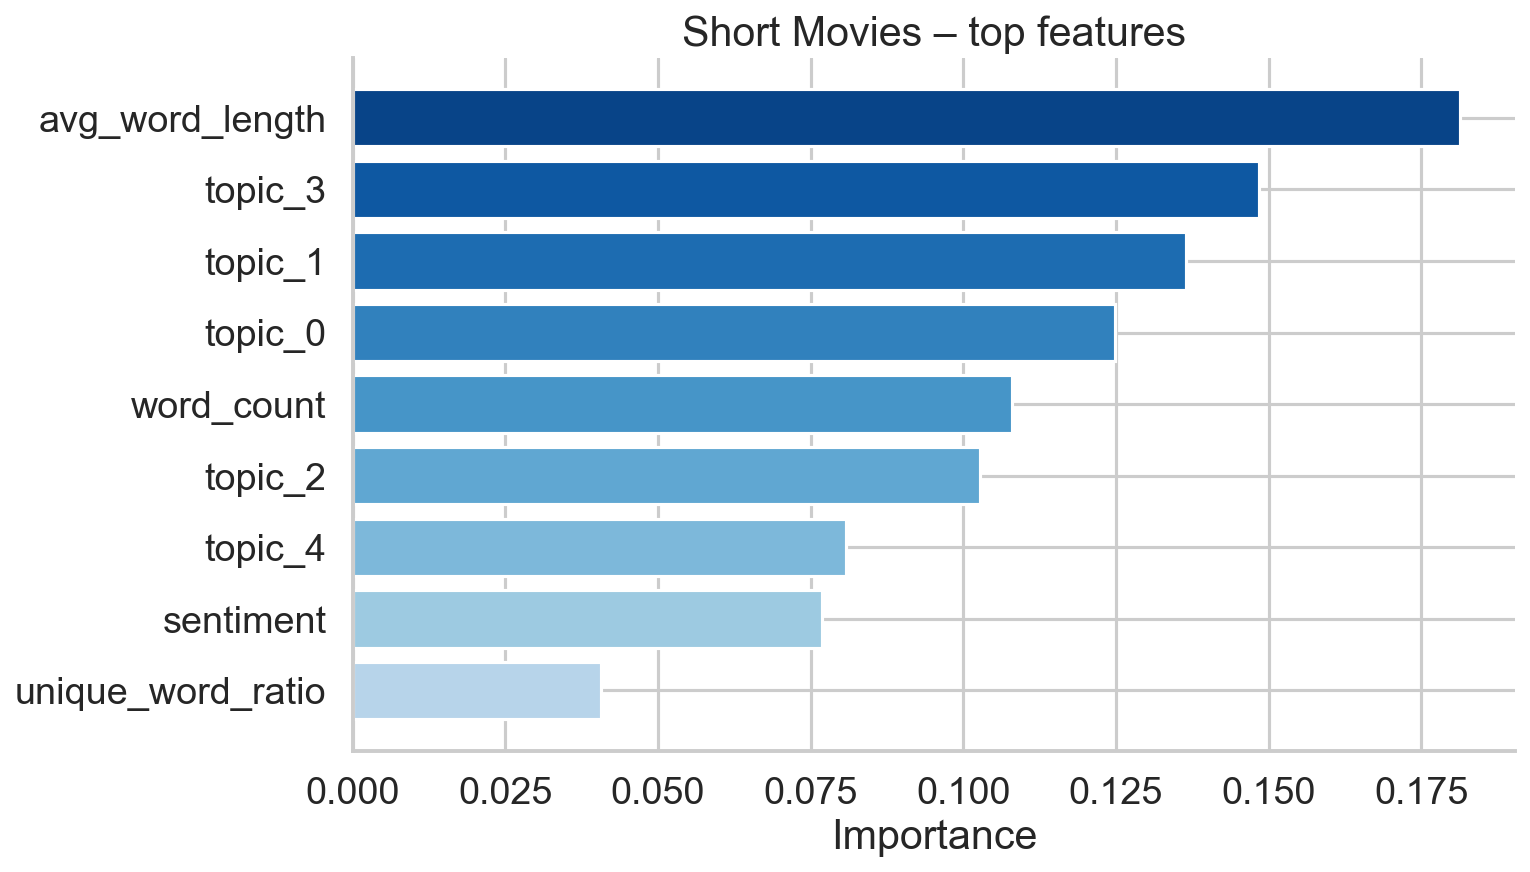 Short Movies – top features
avg_word_length
topic_3
topic_1
topic_0
word_count
topic_2
topic_4
sentiment
unique_word_ratio
0.000 0.025 0.050 0.075 0.100 0.125 0.150 0.175
Importance